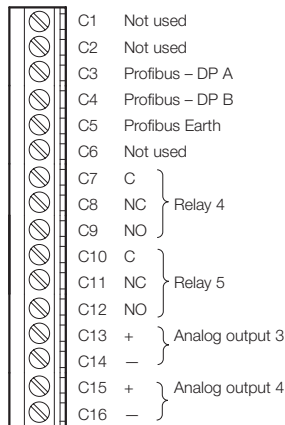 C1 Not used
C2 Not used
C3 Profibus – DP A
C4 Profibus – DP B
C5 Profibus Earth
C6 Not used
C7 C
C8 NC Relay 4
C9 NO
C10 C
C11 NC Relay 5
C12 NO
C13 + Analog output 3
C14 —
C15 + Analog output 4
C16 —